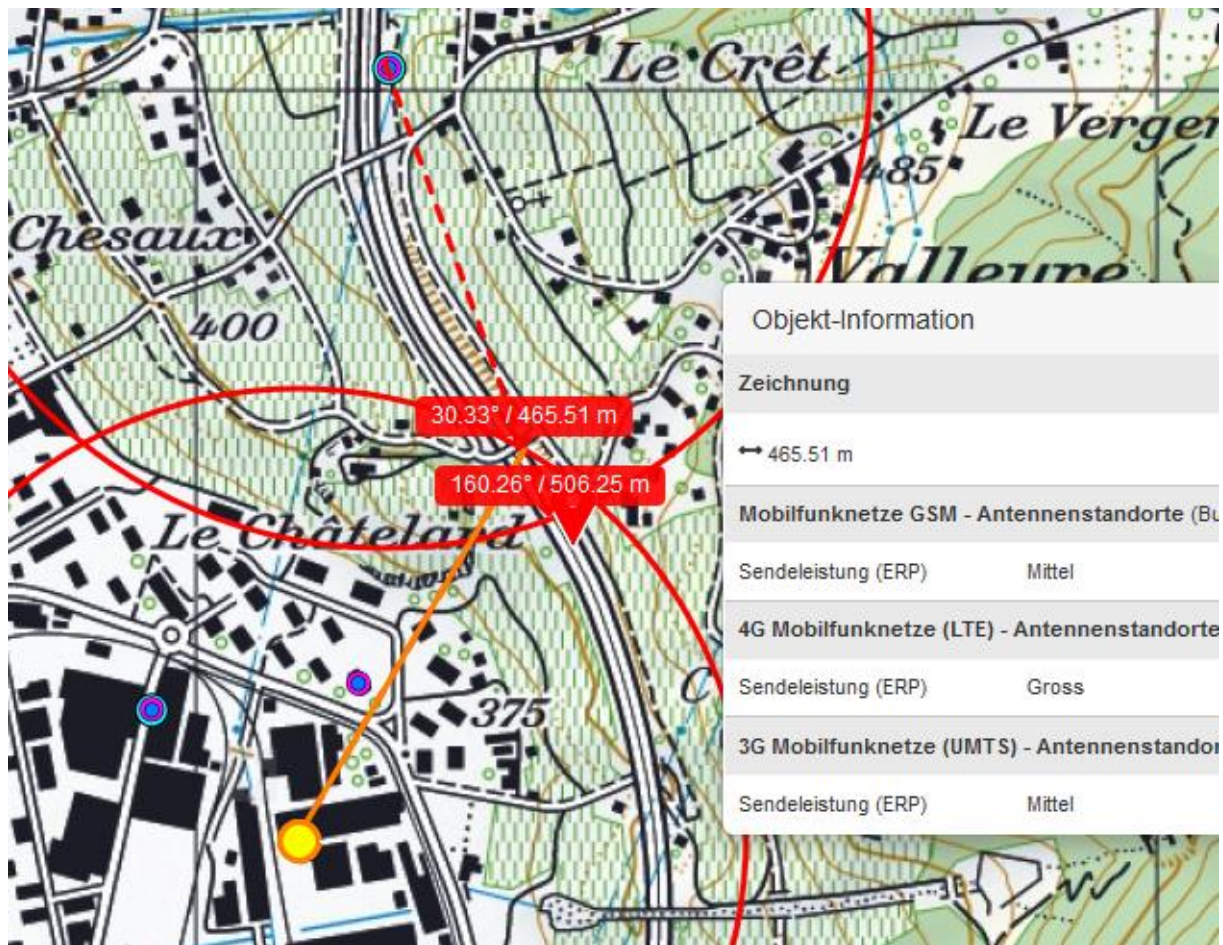 Le Crêt
Le Verger
485
Chesaux
Valleyre
400
Objekt-Information
Zeichnung
30.33° / 465.51 m
465.51 m
160.26° / 506.25 m
Mobilfunknetze GSM - Antennenstandorte (Bu
Le Châtelard
Sendeleistung (ERP) Mittel
4G Mobilfunknetze (LTE) - Antennenstandorte
Sendeleistung (ERP) Gross
C
375
3G Mobilfunknetze (UMTS) - Antennenstandor
Sendeleistung (ERP) Mittel